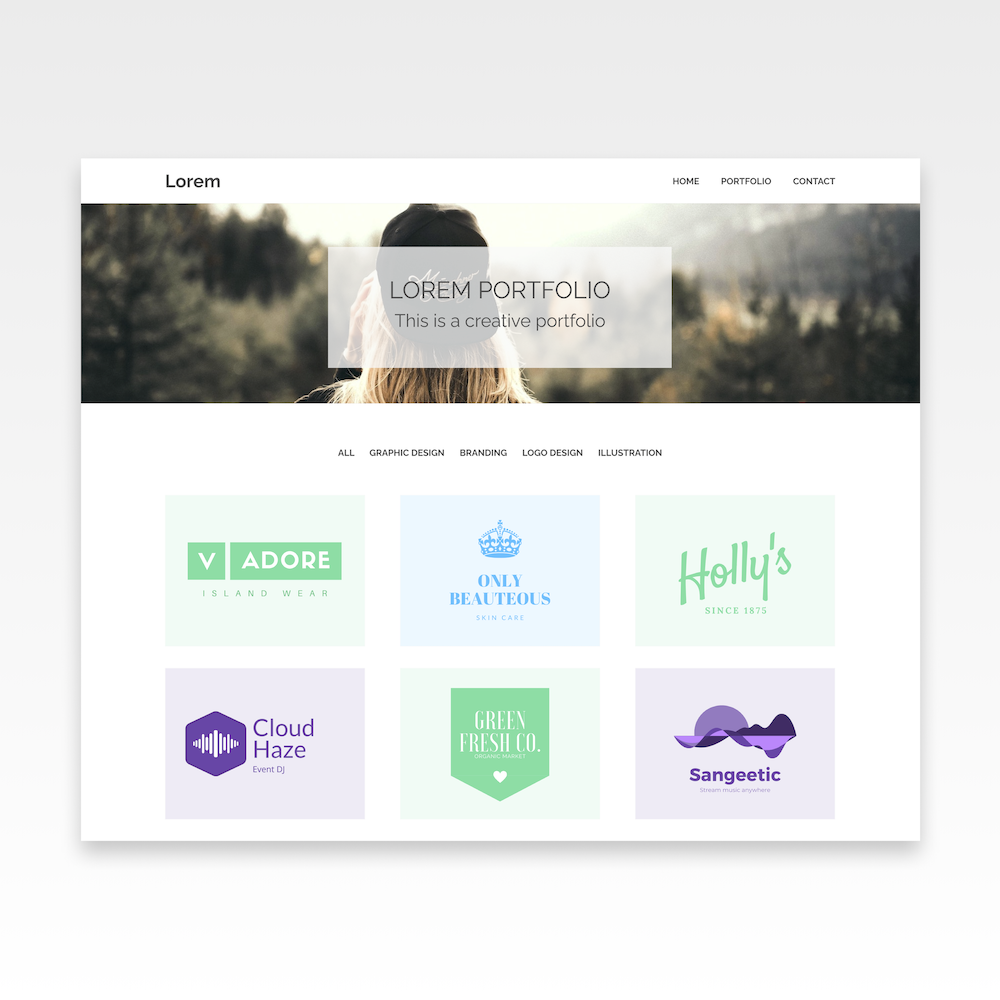 Lorem
HOME PORTFOLIO CONTACT
LOREM PORTFOLIO
This is a creative portfolio
ALL GRAPHIC DESIGN BRANDING LOGO DESIGN ILLUSTRATION
V ADORE
ISLAND WEAR
ONLY
BEAUTEOUS
SKIN CARE
Holly's
SINCE 1875
Cloud
Haze
Event DJ
GREEN
FRESH CO.
ORGANIC MARKET
Sangeetic
Stream music anywhere